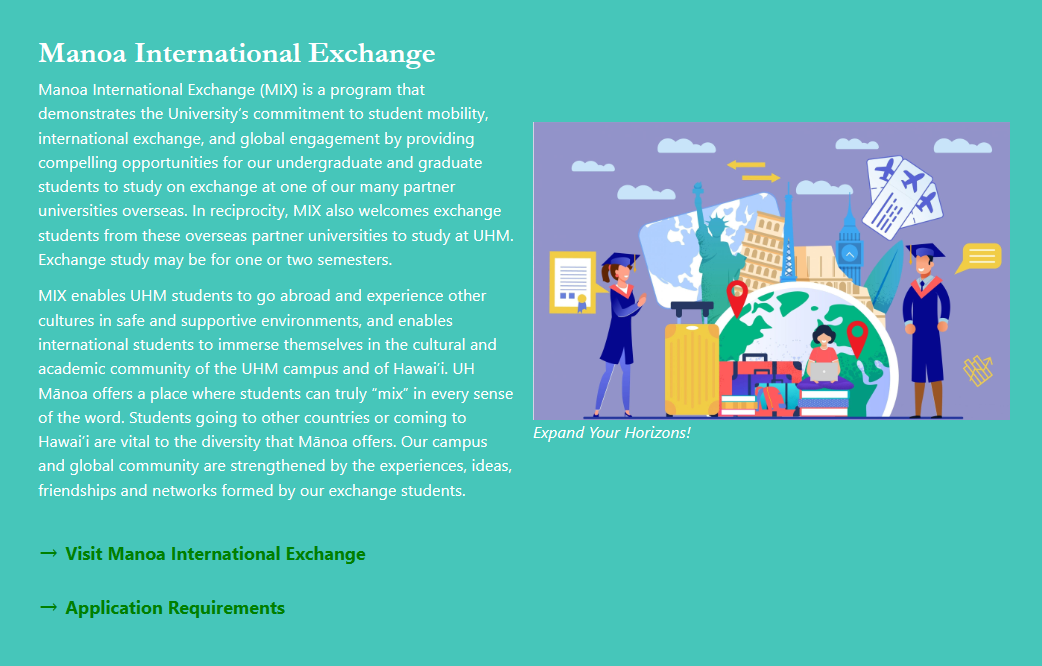 Manoa International Exchange
Manoa International Exchange (MIX) is a program that
demonstrates the University’s commitment to student mobility,
international exchange, and global engagement by providing
compelling opportunities for our undergraduate and graduate
students to study on exchange at one of our many partner
universities overseas. In reciprocity, MIX also welcomes exchange
students from these overseas partner universities to study at UHM.
Exchange study may be for one or two semesters.
MIX enables UHM students to go abroad and experience other
cultures in safe and supportive environments, and enables
international students to immerse themselves in the cultural and
academic community of the UHM campus and of Hawai’i. UH
Mānoa offers a place where students can truly “mix” in every sense
of the word. Students going to other countries or coming to
Hawai’i are vital to the diversity that Mānoa offers. Our campus
and global community are strengthened by the experiences, ideas,
friendships and networks formed by our exchange students.
Expand Your Horizons!
→ Visit Manoa International Exchange
→ Application Requirements